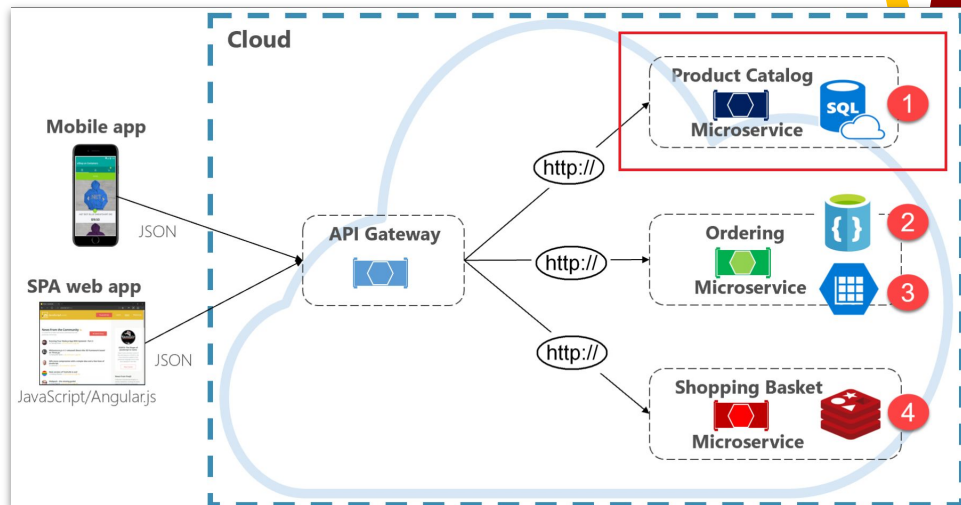 Cloud
Product Catalog
SQL
1
Microservice
Mobile app
http://
JSON
API Gateway
http://
Ordering
{ }
2
Microservice
3
SPA web app
JSON
JavaScript/Angular.js
http://
Shopping Basket
4
Microservice